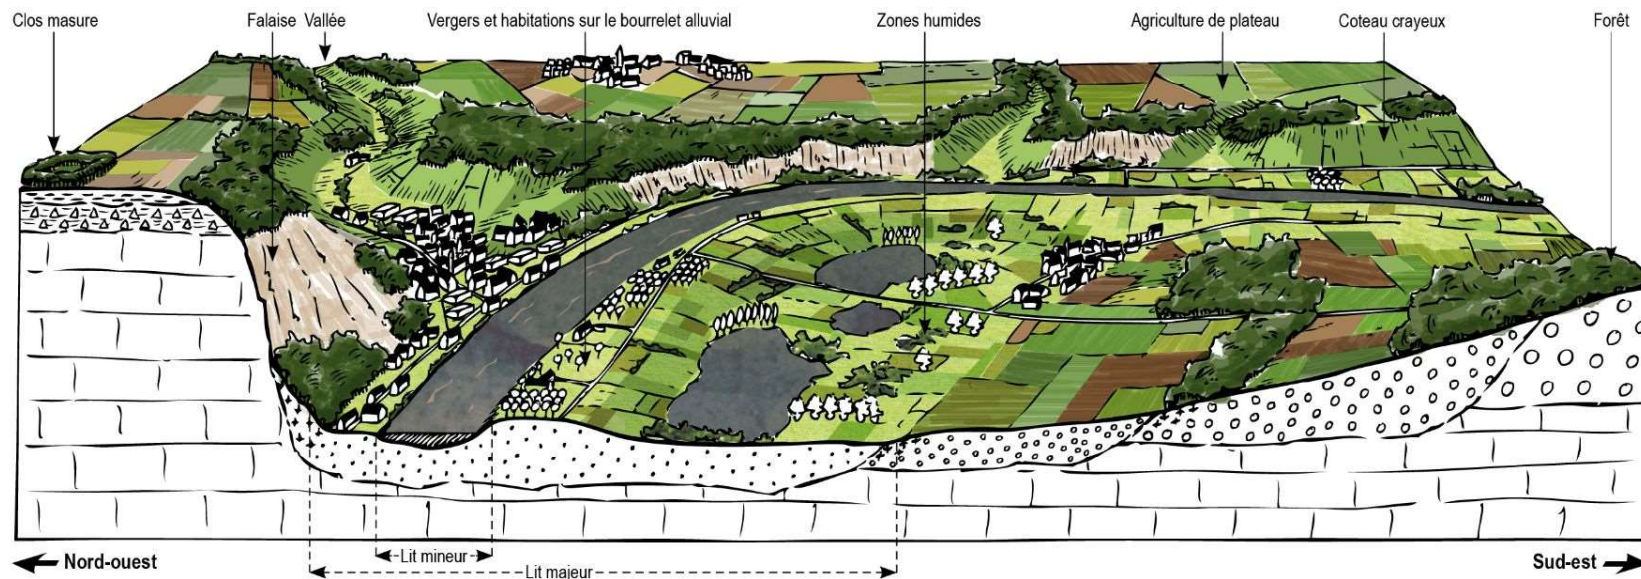 Clos masure
Falaise
Vallée
Vergers et habitations sur le bourrelet alluvial
Zones humides
Agriculture de plateau
Coteau crayeux
Forêt
Nord-ouest
Lit mineur
Lit majeur
Sud-est